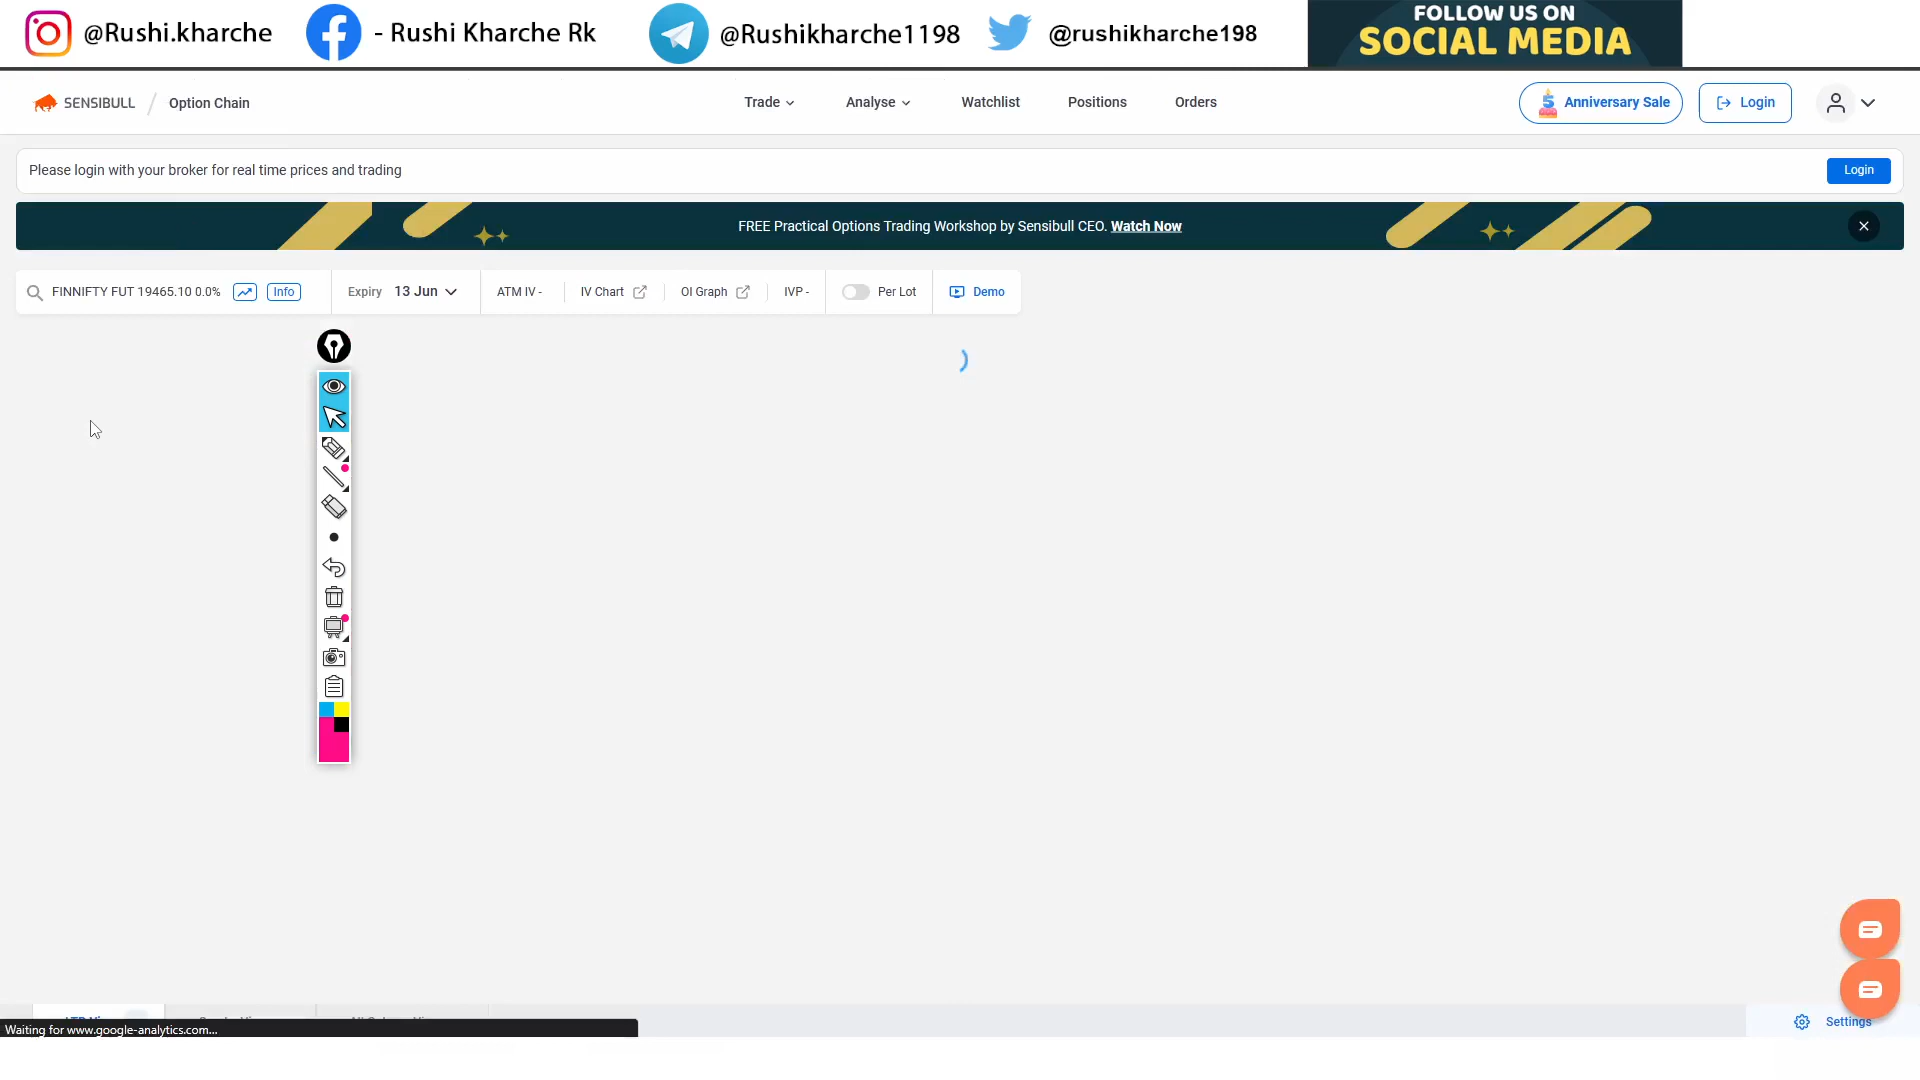 @Rushi.kharche - Rushi Kharche Rk @Rushikharche1198 @rushikharche198
FOLLOW US ON
SOCIAL MEDIA
SENSIBULL / Option Chain Trade Analyse Watchlist Positions Orders 5 Anniversary Sale Login
Please login with your broker for real time prices and trading Login
FREE Practical Options Trading Workshop by Sensibull CEO. Watch Now
FINNIFTY FUT 19465.10 0.0% Info Expiry 13 Jun ATM IV - IV Chart OI Graph IVP - Per Lot Demo
Settings
Waiting for www.google-analytics.com...